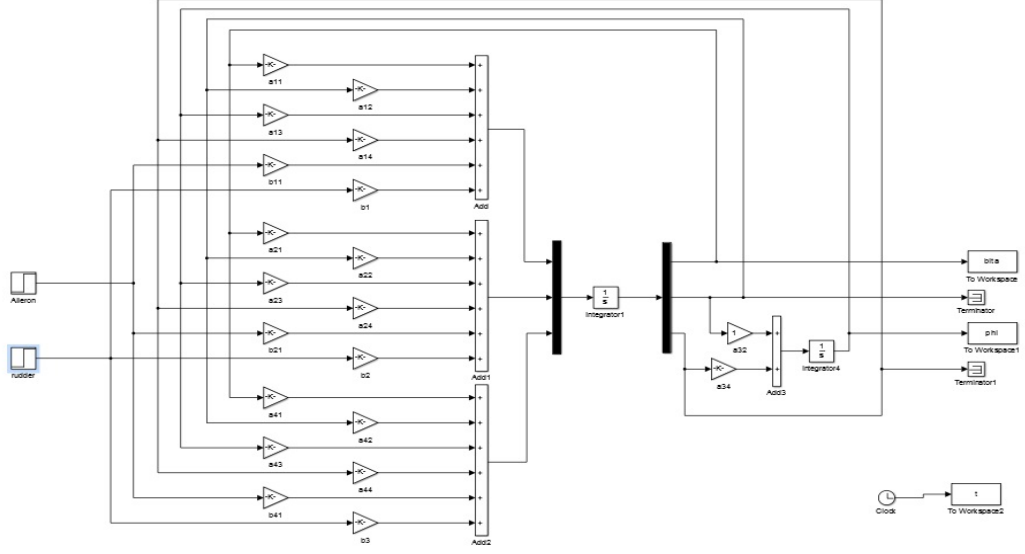 -K-
a11
-K-
a12
-K-
a13
-K-
a14
-K-
b11
-K-
b1
Add
-K-
a21
-K-
a22
-K-
a23
-K-
a24
-K-
b21
-K-
b2
Add1
-K-
a41
-K-
a42
-K-
a43
-K-
a44
-K-
b41
-K-
b3
Add2
Aileron
rudder
1
s
Integrator1
1
a32
-K-
a34
Add3
1
s
Integrator4
bita
To Workspace
Terminator
phi
To Workspace1
Terminator1
Clock
t
To Workspace2